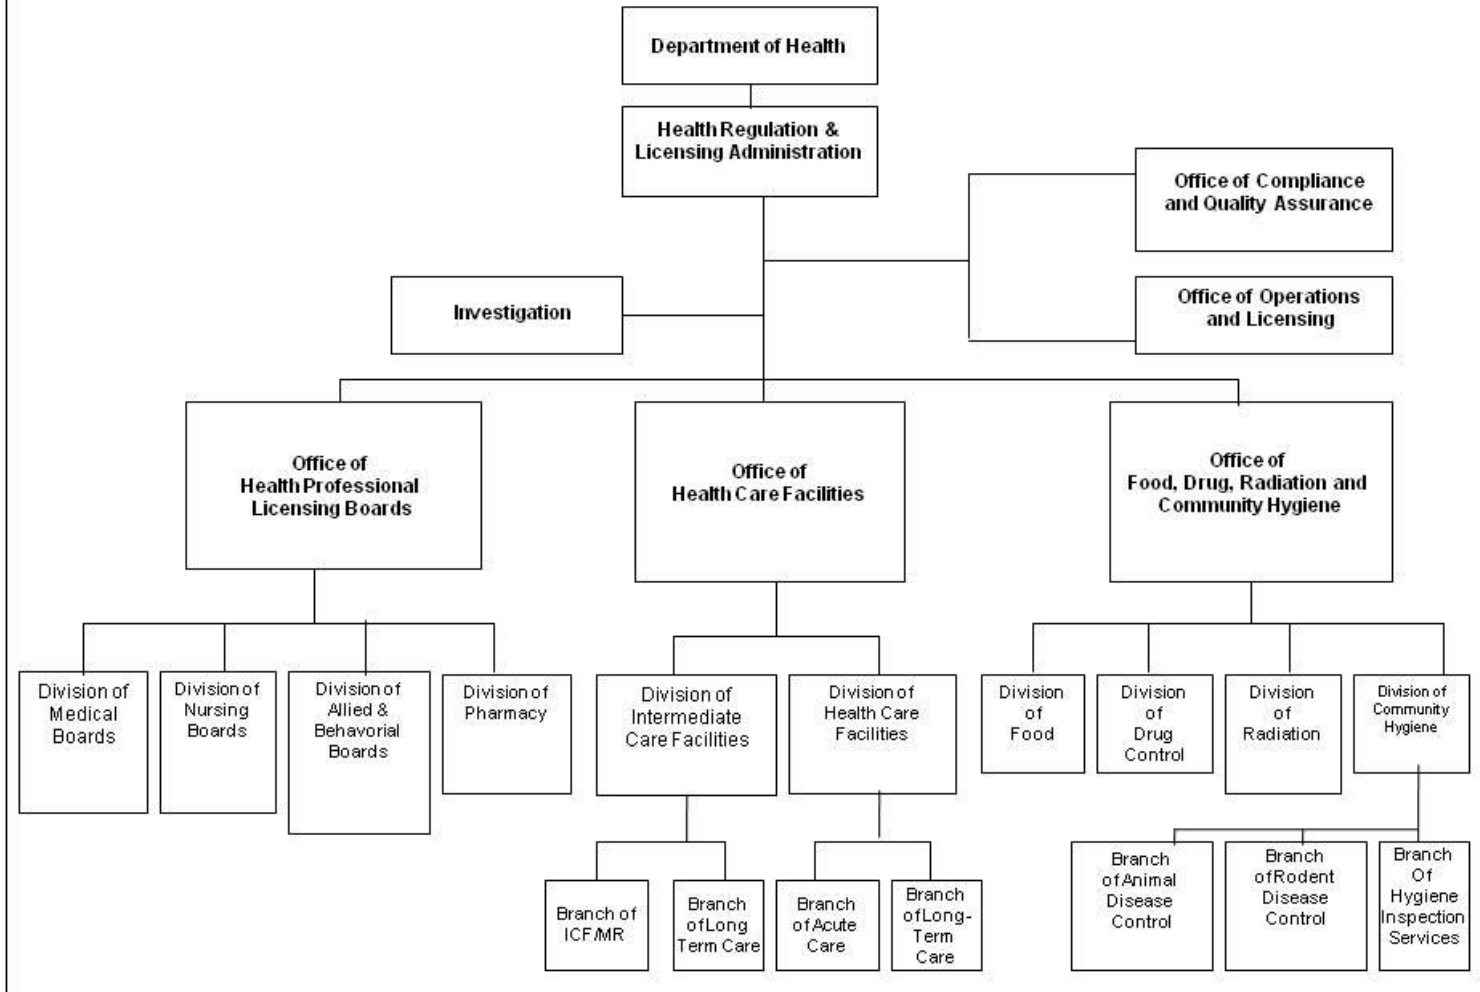 Department of Health
Health Regulation &
Licensing Administration
Office of Compliance
and Quality Assurance
Investigation
Office of Operations
and Licensing
Office of
Health Professional
Licensing Boards
Office of
Health Care Facilities
Office of
Food, Drug, Radiation and
Community Hygiene
Division of
Medical
Boards
Division of
Nursing
Boards
Division of
Allied &
Behavorial
Boards
Division of
Pharmacy
Division of
Intermediate
Care Facilities
Division of
Health Care
Facilities
Division
of
Food
Division
of
Drug
Control
Division
of
Radiation
Division of
Community
Hygiene
Branch of
ICF/MR
Branch
of Long
Term Care
Branch
of Acute
Care
Branch
of Long-
Term
Care
Branch
of Animal
Disease
Control
Branch
of Rodent
Disease
Control
Branch
Of
Hygiene
Inspection
Services